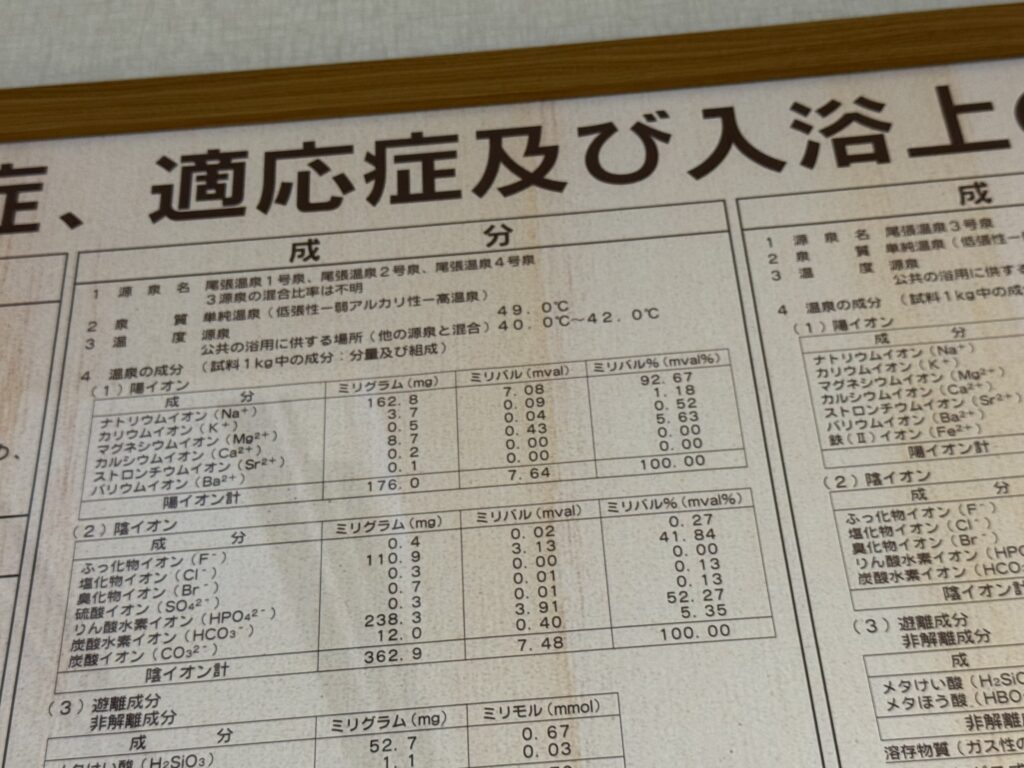 症、適応症及び入浴上の
成 分
1 源泉名 尾張温泉1号泉、尾張温泉2号泉、尾張温泉4号泉
3源泉の混合比率は不明
2 泉質 単純温泉(低張性ー弱アルカリ性ー高温泉)
3 温度 源泉 49.0℃
公共の浴用に供する場所(他の源泉と混合)40.0℃~42.0℃
4 温泉の成分 (試料1kg中の成分:分量及び組成)
(1)陽イオン
成 分 ミリグラム(mg) ミリバル(mval) ミリバル%(mval%)
ナトリウムイオン(Na⁺) 162.8 7.08 92.67
カリウムイオン(K⁺) 3.7 0.09 1.18
マグネシウムイオン(Mg²⁺) 0.5 0.04 0.52
カルシウムイオン(Ca²⁺) 8.7 0.43 5.63
ストロンチウムイオン(Sr²⁺) 0.2 0.00 0.00
バリウムイオン(Ba²⁺) 0.1 0.00 0.00
陽イオン計 176.0 7.64 100.00
(2)陰イオン
成 分 ミリグラム(mg) ミリバル(mval) ミリバル%(mval%)
ふっ化物イオン(F⁻) 0.4 0.02 0.27
塩化物イオン(Cl⁻) 110.9 3.13 41.84
臭化物イオン(Br⁻) 0.3 0.00 0.00
硫酸イオン(SO₄²⁻) 0.7 0.01 0.13
りん酸水素イオン(HPO₄²⁻) 0.3 0.01 0.13
炭酸水素イオン(HCO₃⁻) 238.3 3.91 52.27
炭酸イオン(CO₃²⁻) 12.0 0.40 5.35
陰イオン計 362.9 7.48 100.00
(3)遊離成分
非解離成分
成 分 ミリグラム(mg) ミリモル(mmol)
メタけい酸(H₂SiO₃) 52.7 0.67
1.1 0.03
成
1 源泉名 尾張温泉3号泉
2 泉質 単純温泉(低張性ー
3 温度 源泉
公共の浴用に供する
4 温泉の成分 (試料1kg中の成
(1)陽イオン
成 分
ナトリウムイオン(Na⁺)
カリウムイオン(K⁺)
マグネシウムイオン(Mg²⁺)
カルシウムイオン(Ca²⁺)
ストロンチウムイオン(Sr²⁺)
バリウムイオン(Ba²⁺)
鉄(Ⅱ)イオン(Fe²⁺)
陽イオン計
(2)陰イオン
成 分
ふっ化物イオン(F⁻)
塩化物イオン(Cl⁻)
臭化物イオン(Br⁻)
りん酸水素イオン(HPO
炭酸水素イオン(HCO₃
陰イオン計
(3)遊離成分
非解離成分
成
メタけい酸(H₂SiO
メタほう酸(HBO
非解離
溶存物質(ガス性の